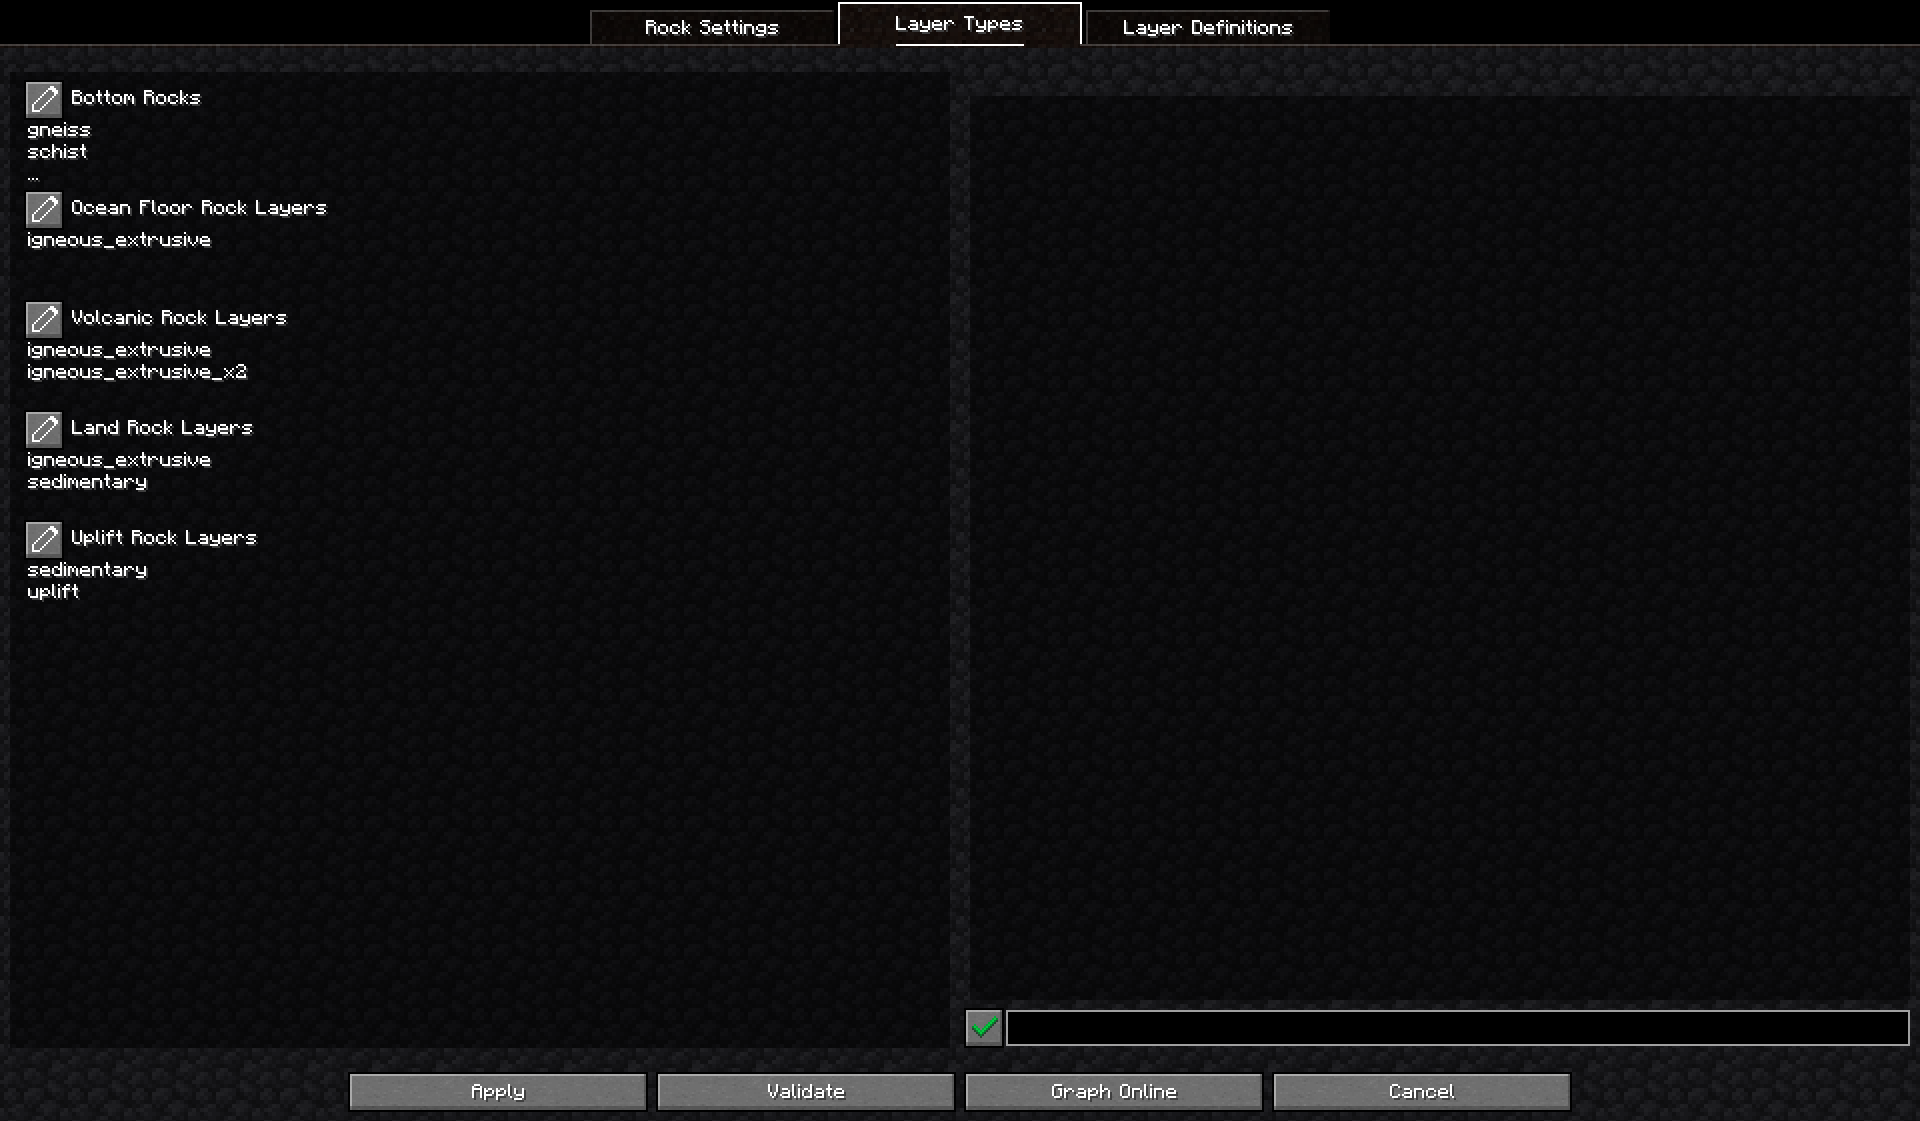 Rock Settings
Layer Types
Layer Definitions
Bottom Rocks
gneiss
schist
...
Ocean Floor Rock Layers
igneous_extrusive
Volcanic Rock Layers
igneous_extrusive
igneous_extrusive_x2
Land Rock Layers
igneous_extrusive
sedimentary
Uplift Rock Layers
sedimentary
uplift
Apply
Validate
Graph Online
Cancel